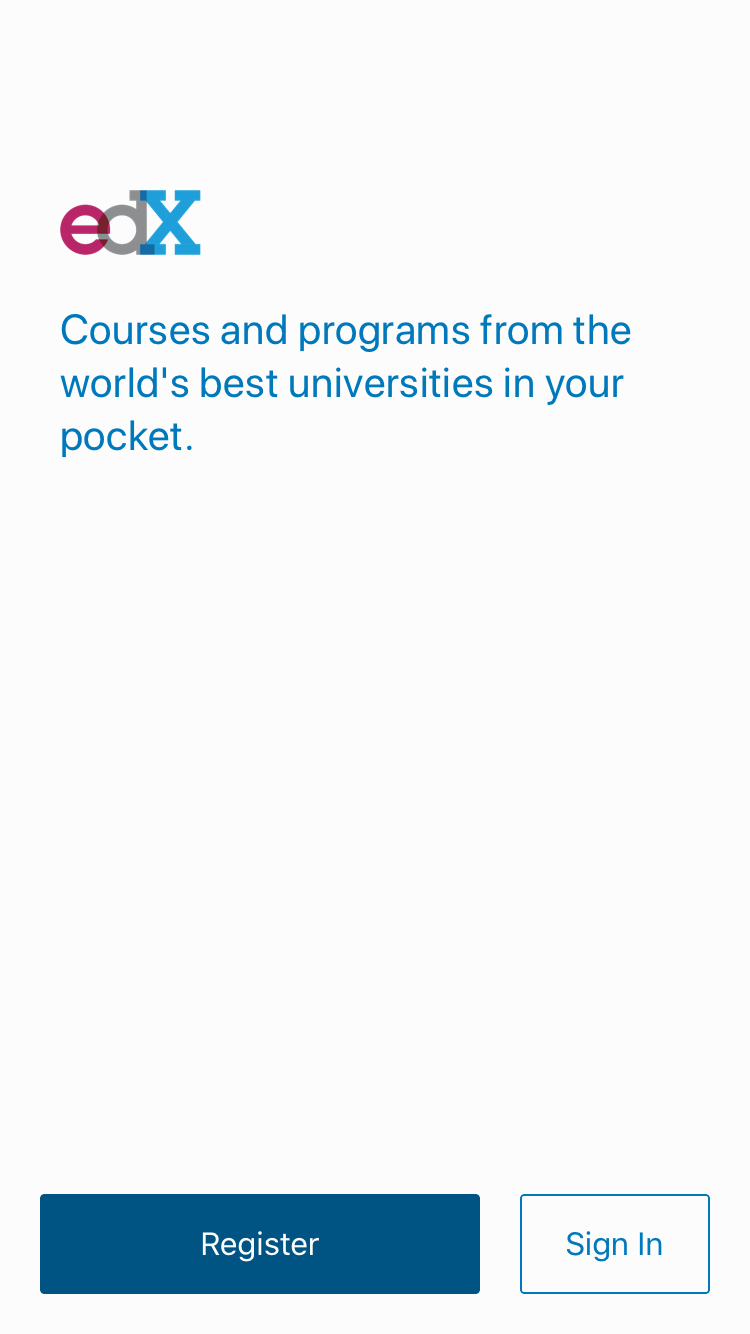 edX
Courses and programs from the
world's best universities in your
pocket.
Register
Sign In